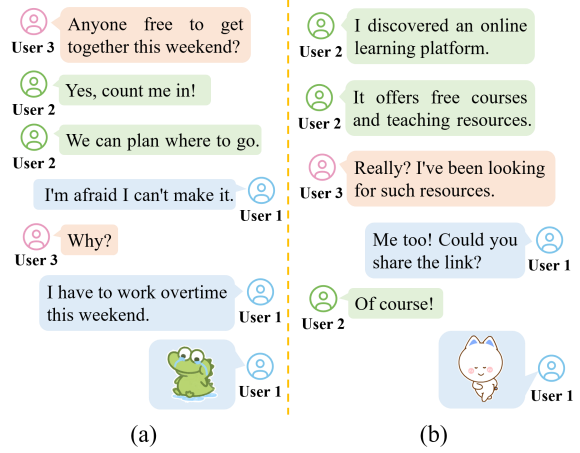 Anyone free to get
together this weekend?
User 3
Yes, count me in!
User 2
We can plan where to go.
User 2
I'm afraid I can't make it.
User 1
Why?
User 3
I have to work overtime
this weekend.
User 1
User 1
(a)
I discovered an online
learning platform.
User 2
It offers free courses
and teaching resources.
User 2
Really? I've been looking
for such resources.
User 3
Me too! Could you
share the link?
User 1
Of course!
User 2
User 1
(b)